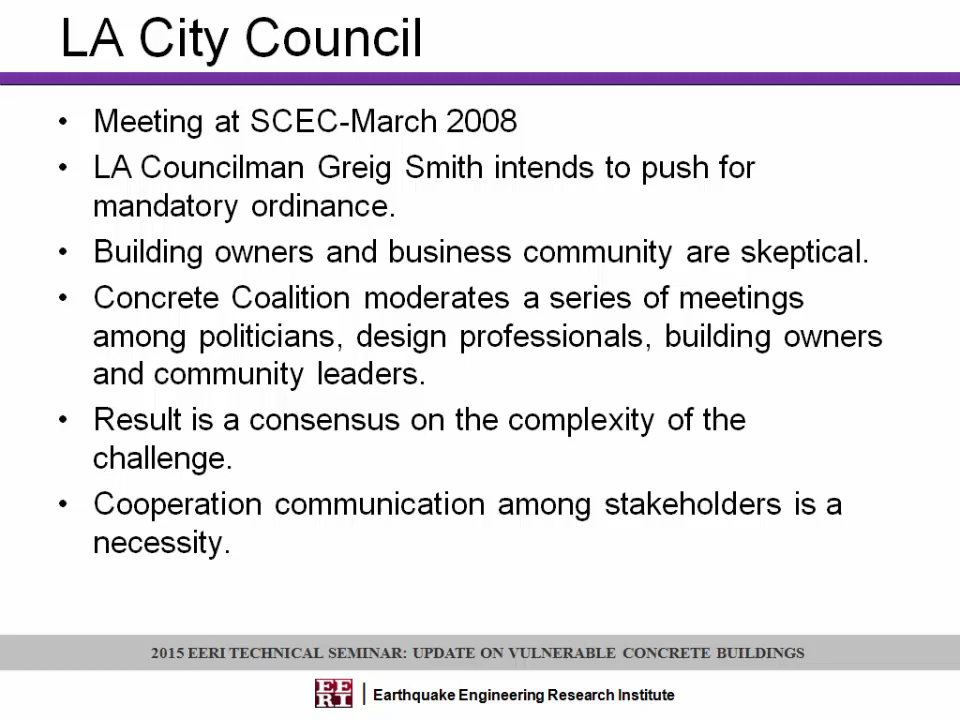 LA City Council
• Meeting at SCEC-March 2008
• LA Councilman Greig Smith intends to push for
mandatory ordinance.
• Building owners and business community are skeptical.
• Concrete Coalition moderates a series of meetings
among politicians, design professionals, building owners
and community leaders.
• Result is a consensus on the complexity of the
challenge.
• Cooperation communication among stakeholders is a
necessity.
2015 EERI TECHNICAL SEMINAR: UPDATE ON VULNERABLE CONCRETE BUILDINGS
EERI | Earthquake Engineering Research Institute